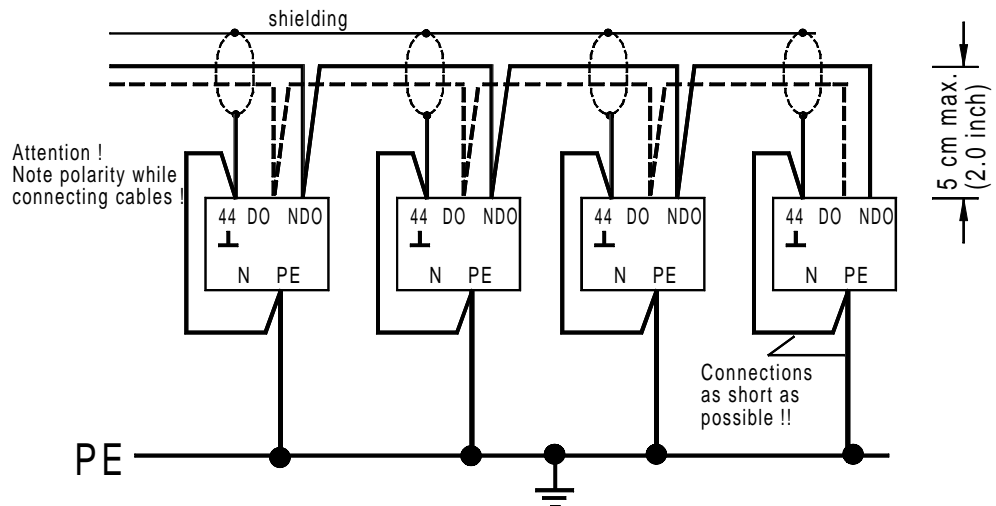 shielding
5 cm max.
(2.0 inch)
Attention !
Note polarity while
connecting cables !
44 DO NDO
N PE
44 DO NDO
N PE
44 DO NDO
N PE
44 DO NDO
N PE
Connections
as short as
possible !!
PE